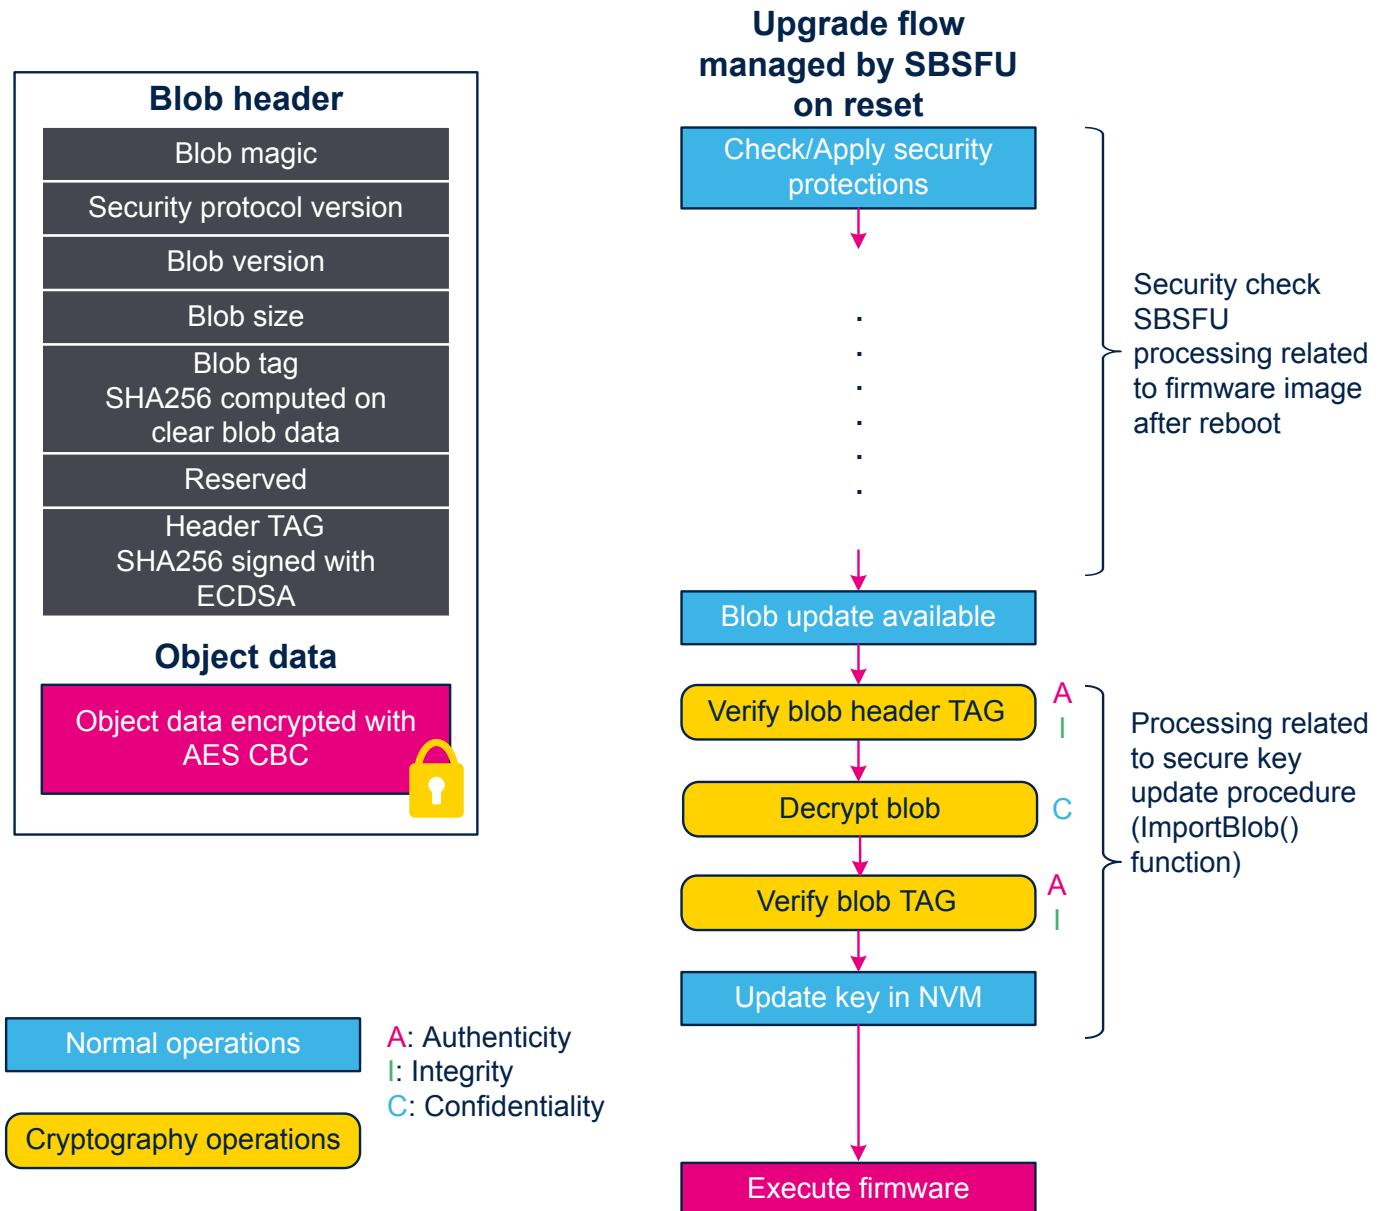 Blob header
Blob magic
Security protocol version
Blob version
Blob size
Blob tag
SHA256 computed on
clear blob data
Reserved
Header TAG
SHA256 signed with
ECDSA
Object data
Object data encrypted with
AES CBC
Normal operations
Cryptography operations
A: Authenticity
I: Integrity
C: Confidentiality
Upgrade flow
managed by SBSFU
on reset
Check/Apply security
protections
.
.
.
.
.
.
Security check
SBSFU
processing related
to firmware image
after reboot
Blob update available
Verify blob header TAG
A
I
Decrypt blob
C
Verify blob TAG
A
I
Update key in NVM
Processing related
to secure key
update procedure
(ImportBlob()
function)
Execute firmware